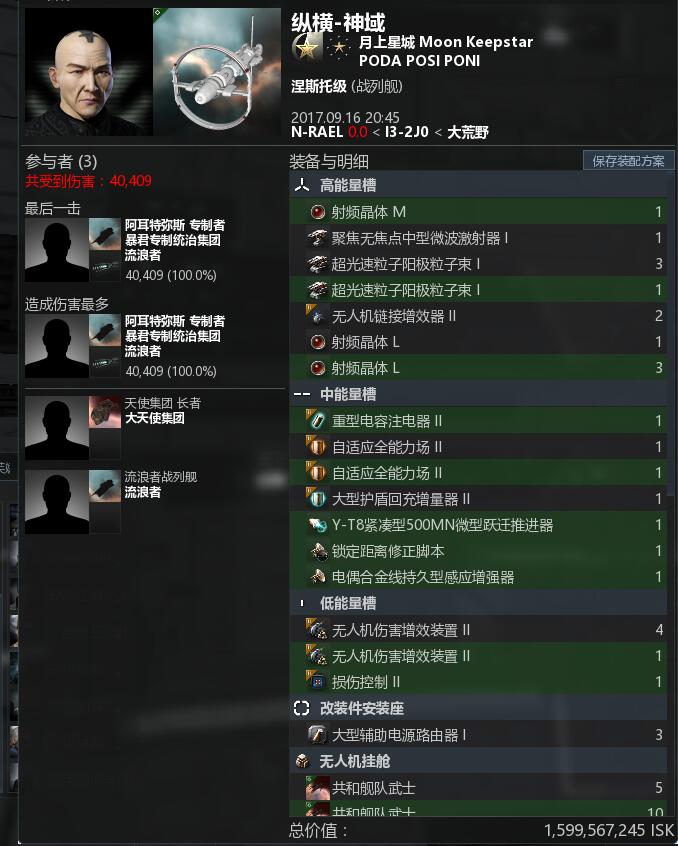 纵横-神域
月上星城 Moon Keepstar
PODA POSI PONI
涅斯托级 (战列舰)
2017.09.16 20:45
N-RAEL 0.0 < I3-2J0 < 大荒野
参与者 (3)
共受到伤害：40,409
最后一击
阿耳特弥斯 专制者
暴君专制统治集团
流浪者
40,409 (100.0%)
造成伤害最多
阿耳特弥斯 专制者
暴君专制统治集团
流浪者
40,409 (100.0%)
天使集团 长者
大天使集团
流浪者战列舰
流浪者
装备与明细
保存装配方案
高能量槽
射频晶体 M 1
聚焦无焦点中型微波激射器 I 1
超光速粒子阳极粒子束 I 3
超光速粒子阳极粒子束 I 1
无人机链接增效器 II 2
射频晶体 L 1
射频晶体 L 3
中能量槽
重型电容注电器 II 1
自适应全能力场 II 1
自适应全能力场 II 1
大型护盾回充增量器 II 1
Y-T8紧凑型500MN微型跃迁推进器 1
锁定距离修正脚本 1
电偶合金线持久型感应增强器 1
低能量槽
无人机伤害增效装置 II 4
无人机伤害增效装置 II 1
损伤控制 II 1
改装件安装座
大型辅助电源路由器 I 3
无人机挂舱
共和舰队武士 5
共和舰队武士 10
总价值： 1,599,567,245 ISK